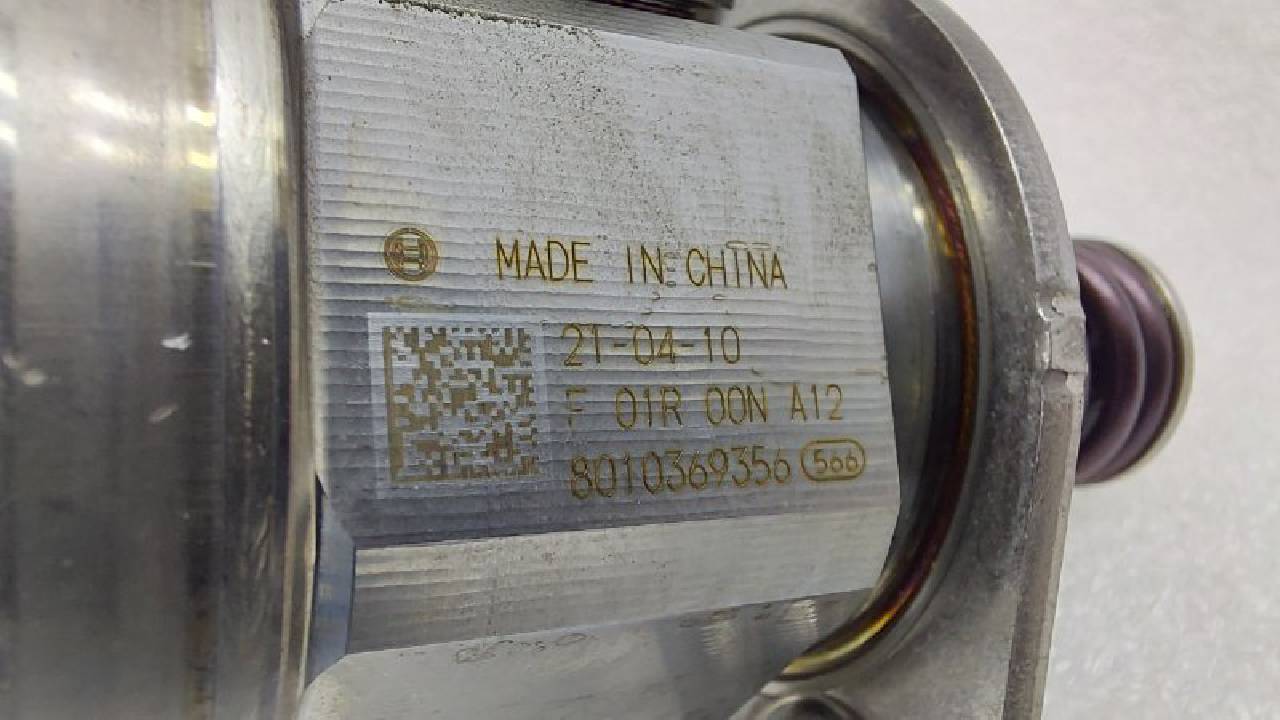 MADE IN CHINA
21-04-10
F 01R 00N A12
8010369356 566